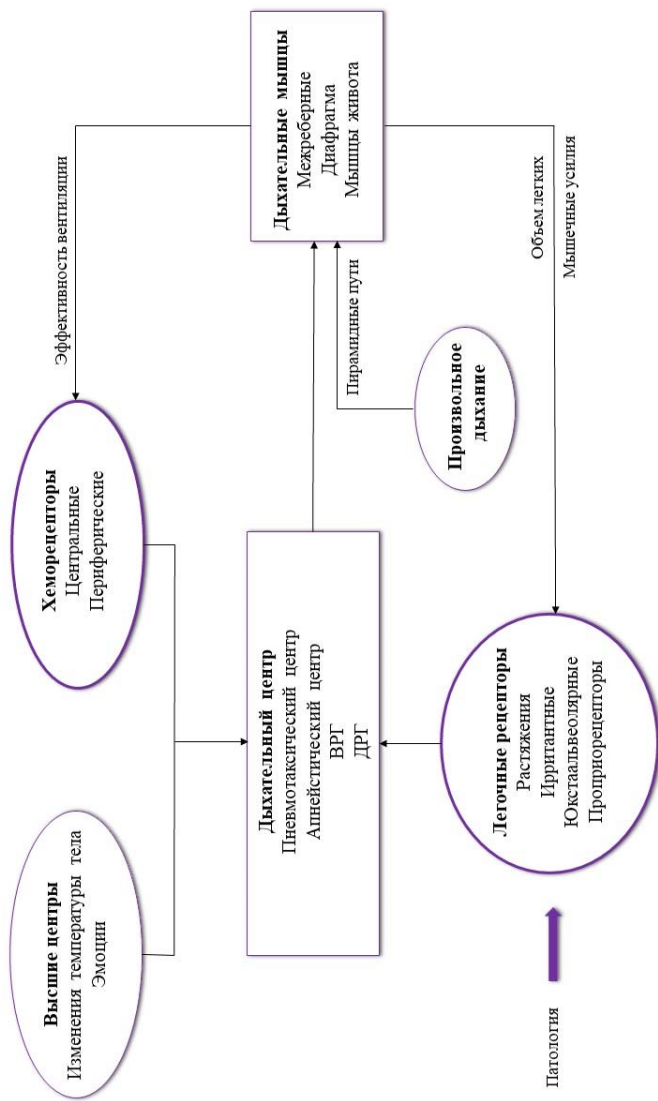 Высшие центры
Изменения температуры тела
Эмоции
Хеморецепторы
Центральные
Периферические
Эффективность вентиляции
Дыхательный центр
Пневмотаксический центр
Апнейстический центр
ВРГ
ДРГ
Произвольное
дыхание
Пирамидные пути
Дыхательные мышцы
Межреберные
Диафрагма
Мышцы живота
Патология
Легочные рецепторы
Растяжения
Ирритантные
Юкстаальвеолярные
Проприорецепторы
Объем легких
Мышечные усилия